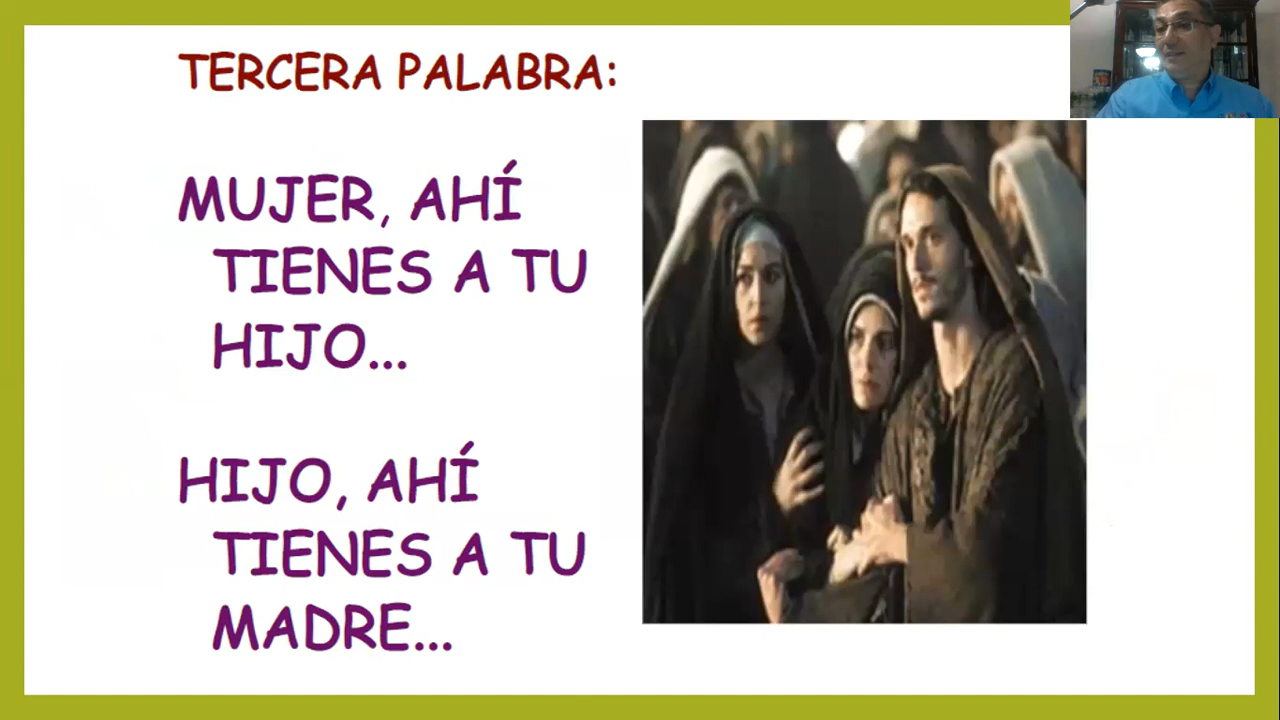 TERCERA PALABRA:
MUJER, AHÍ
TIENES A TU
HIJO...
HIJO, AHÍ
TIENES A TU
MADRE...